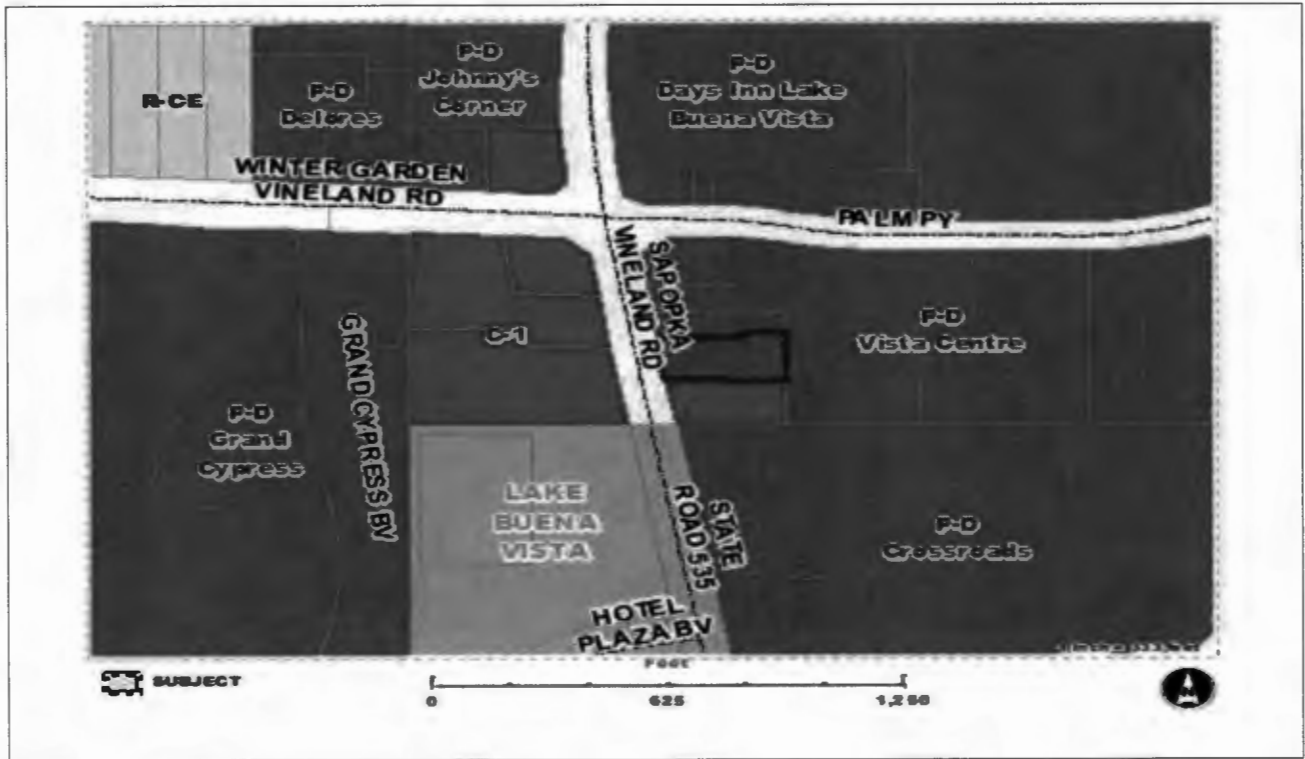 P-D
Johnny's
Corner
P-D
Days Inn Lake
Buena Vista
R-CE
P-D
Delores
WINTER GARDEN
VINELAND RD
PALM PY
S APOPKA
VINELAND RD
C-1
P-D
Vista Centre
GRAND CYPRESS BV
P-D
Grand
Cypress
LAKE
BUENA
VISTA
STATE
ROAD 535
P-D
Crossroads
HOTEL
PLAZA BV
Feet
SUBJECT
0
625
1,250